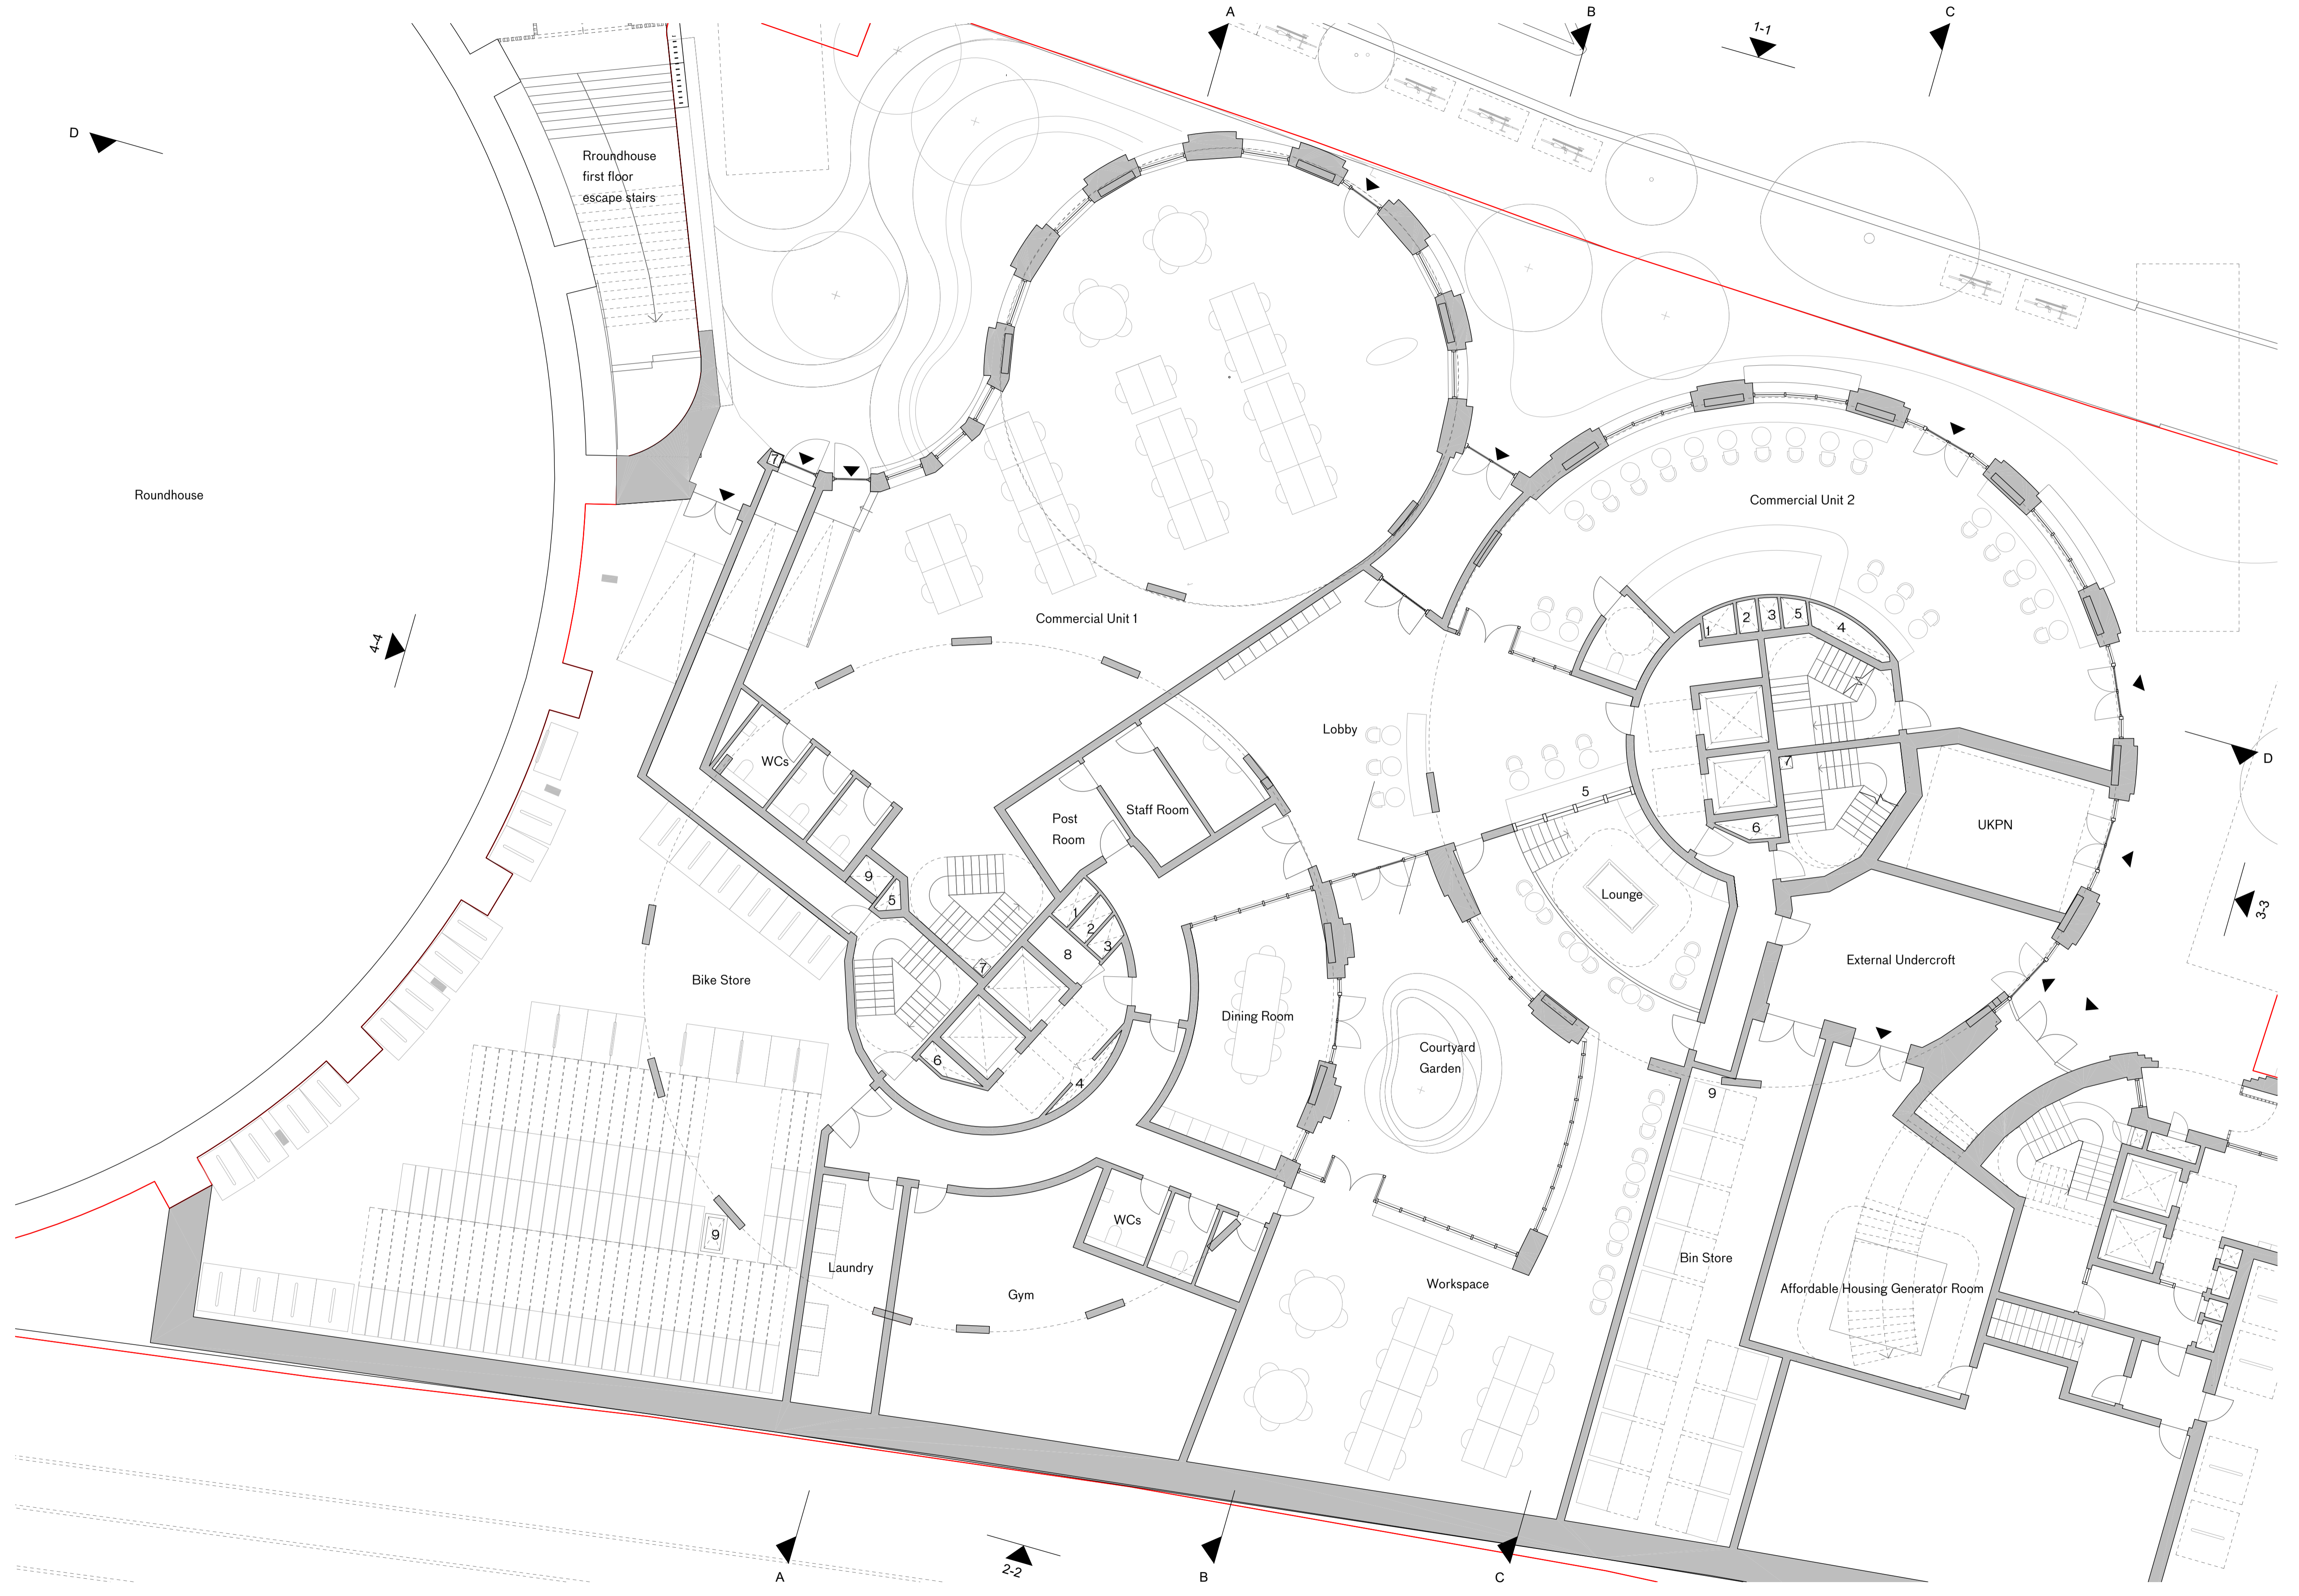 A
B
C
1-1
D
Rroundhouse
first floor
escape stairs
7
Roundhouse
Commercial Unit 2
Commercial Unit 1
1
2
3
5
4
4-4
Lobby
WCs
7
D
5
Post
Room
Staff Room
6
UKPN
9
5
Lounge
1
2
3
8
7
3-3
Bike Store
External Undercroft
Dining Room
Courtyard
Garden
6
4
9
WCs
9
Laundry
Gym
Workspace
Bin Store
Affordable Housing Generator Room
A
2-2
B
C